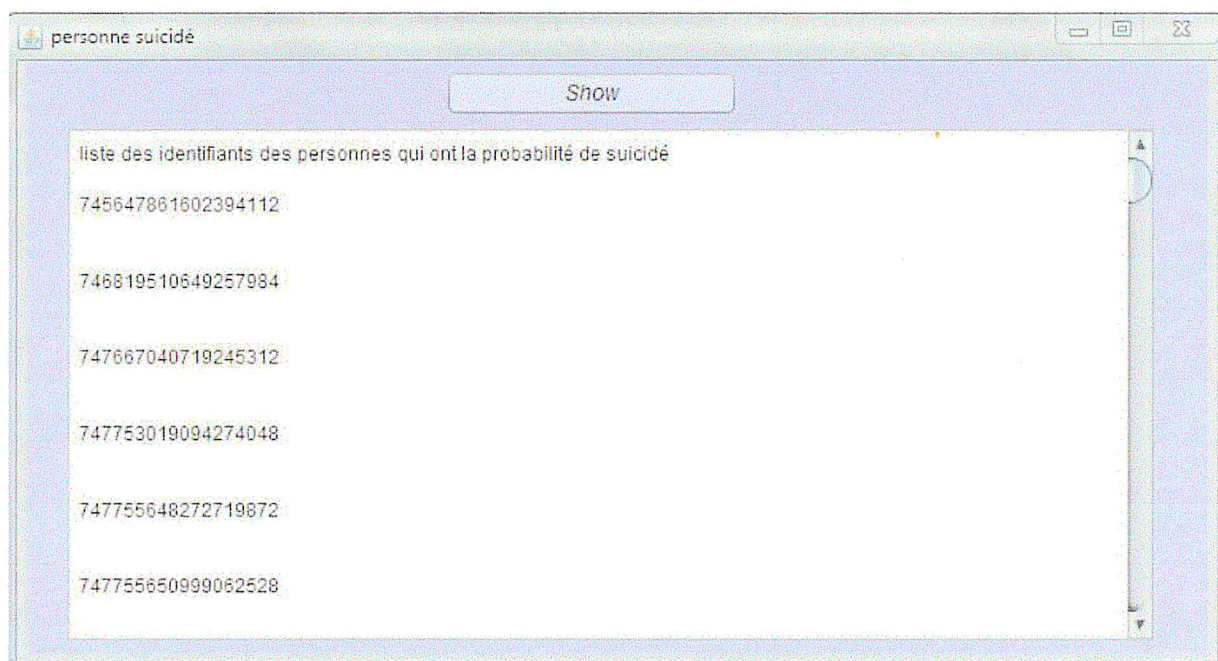 personne suicidé
Show
liste des identifiants des personnes qui ont la probabilité de suicidé
745647861602394112
746819510649257984
747667040719245312
747753019094274048
747755648272719872
747755650999062528